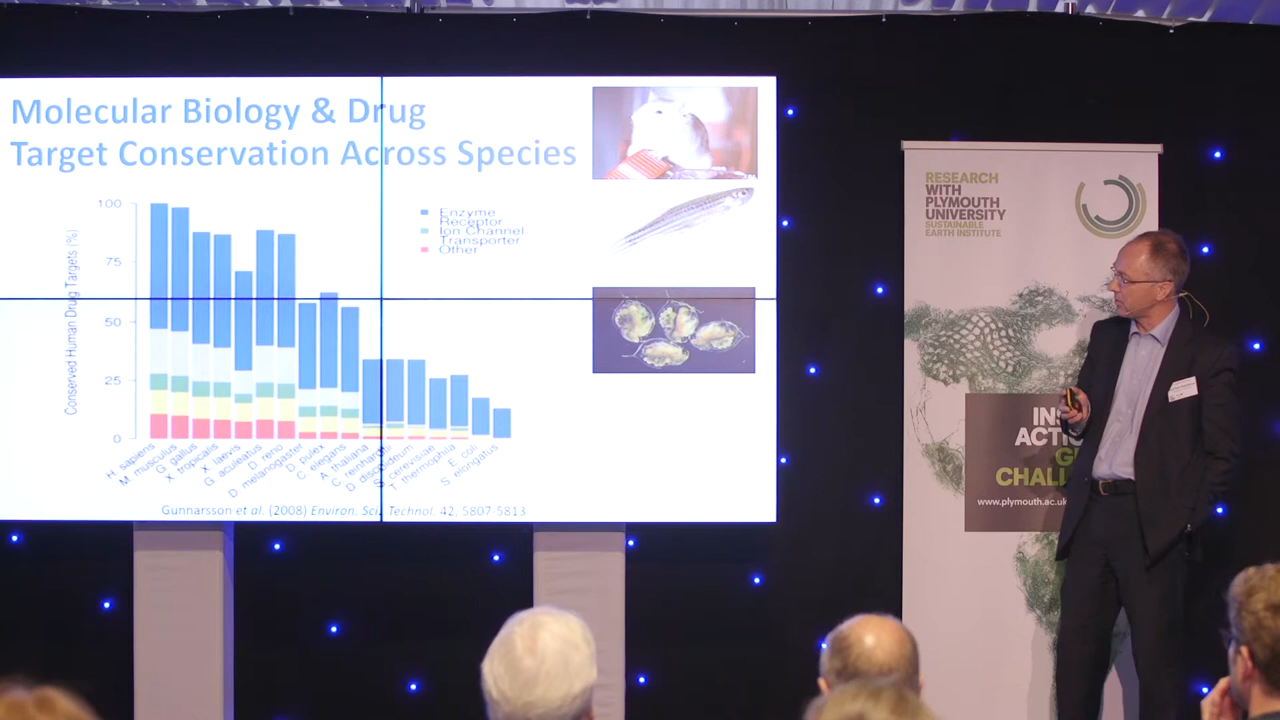 Molecular Biology & Drug
Target Conservation Across Species
100
75
50
25
0
Conserved Human Drug Targets (%)
Enzyme
Receptor
Ion Channel
Transporter
Other
H. sapiens
M. musculus
G. gallus
X. tropicalis
X. laevis
G. aculeatus
D. rerio
D. melanogaster
D. pulex
C. elegans
A. thaliana
C. reinhardtii
D. discoideum
S. cerevisiae
T. thermophila
E. coli
S. elongatus
Gunnarsson et al. (2008) Environ. Sci. Technol. 42, 5807-5813
RESEARCH
WITH
PLYMOUTH
UNIVERSITY
SUSTAINABLE
EARTH INSTITUTE
CHALL
www.plymouth.ac.uk